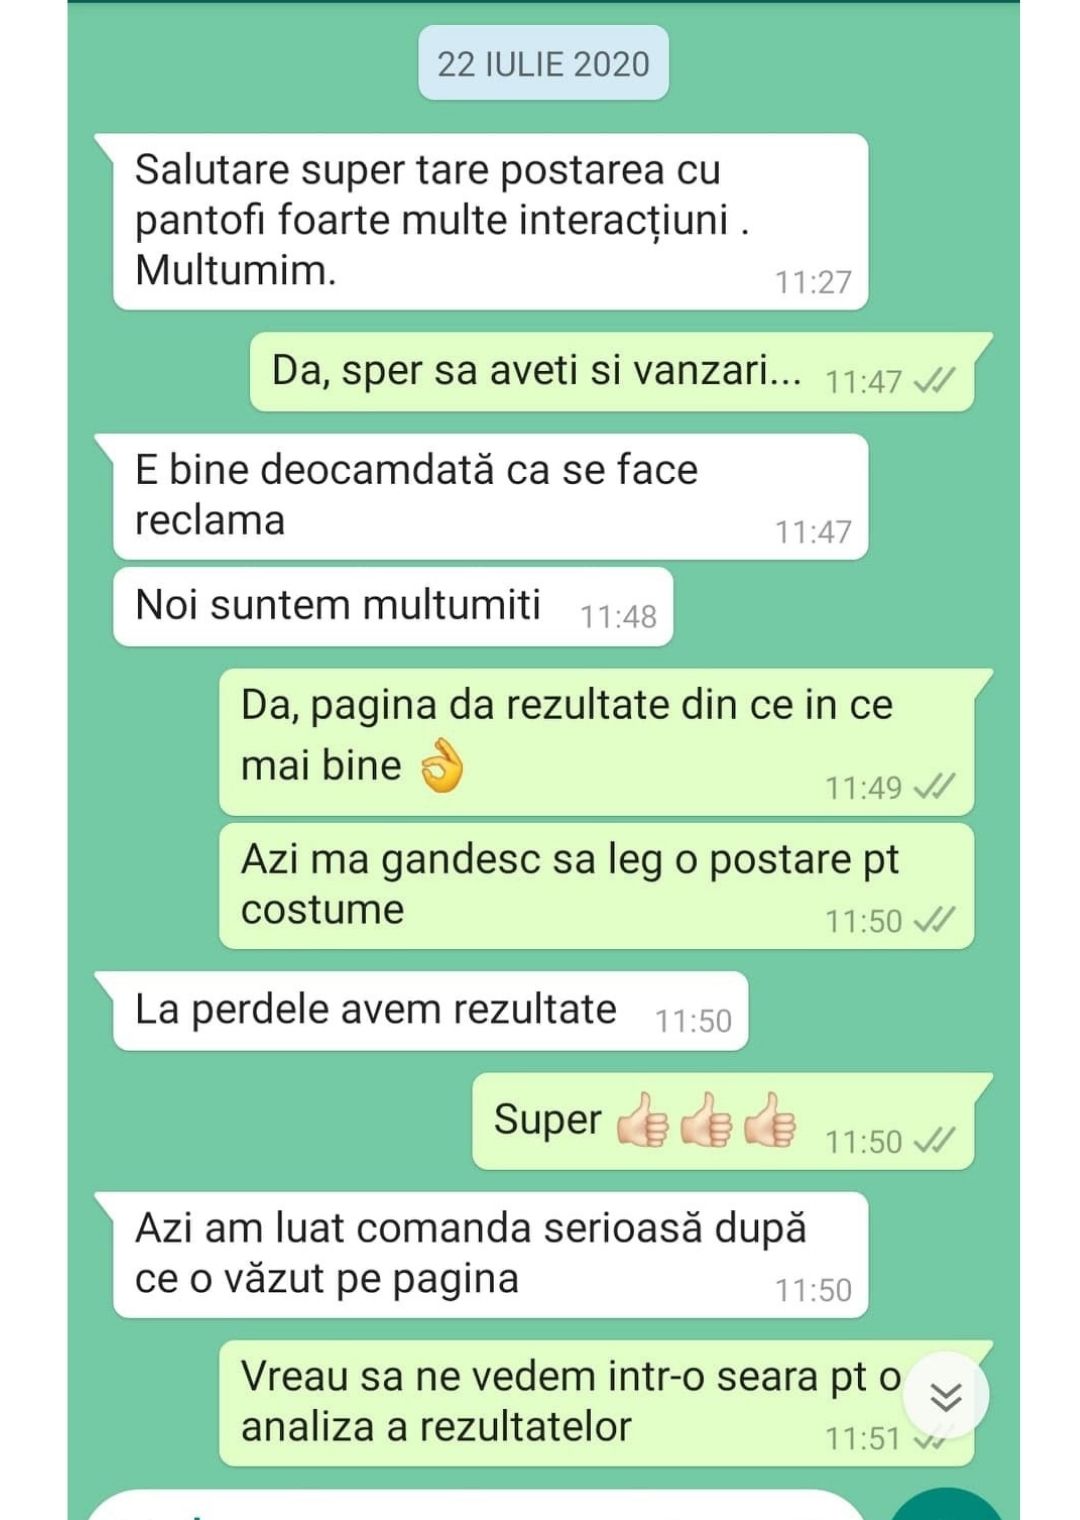 22 IULIE 2020
Salutare super tare postarea cu
pantofi foarte multe interacțiuni .
Multumim.
11:27
Da, sper sa aveti si vanzari... 11:47
E bine deocamdată ca se face
reclama
11:47
Noi suntem multumiti 11:48
Da, pagina da rezultate din ce in ce
mai bine 👌
11:49
Azi ma gandesc sa leg o postare pt
costume
11:50
La perdele avem rezultate 11:50
Super 👍🏻👍🏻👍🏻 11:50
Azi am luat comanda serioasă după
ce o văzut pe pagina
11:50
Vreau sa ne vedem intr-o seara pt o
analiza a rezultatelor
11:51